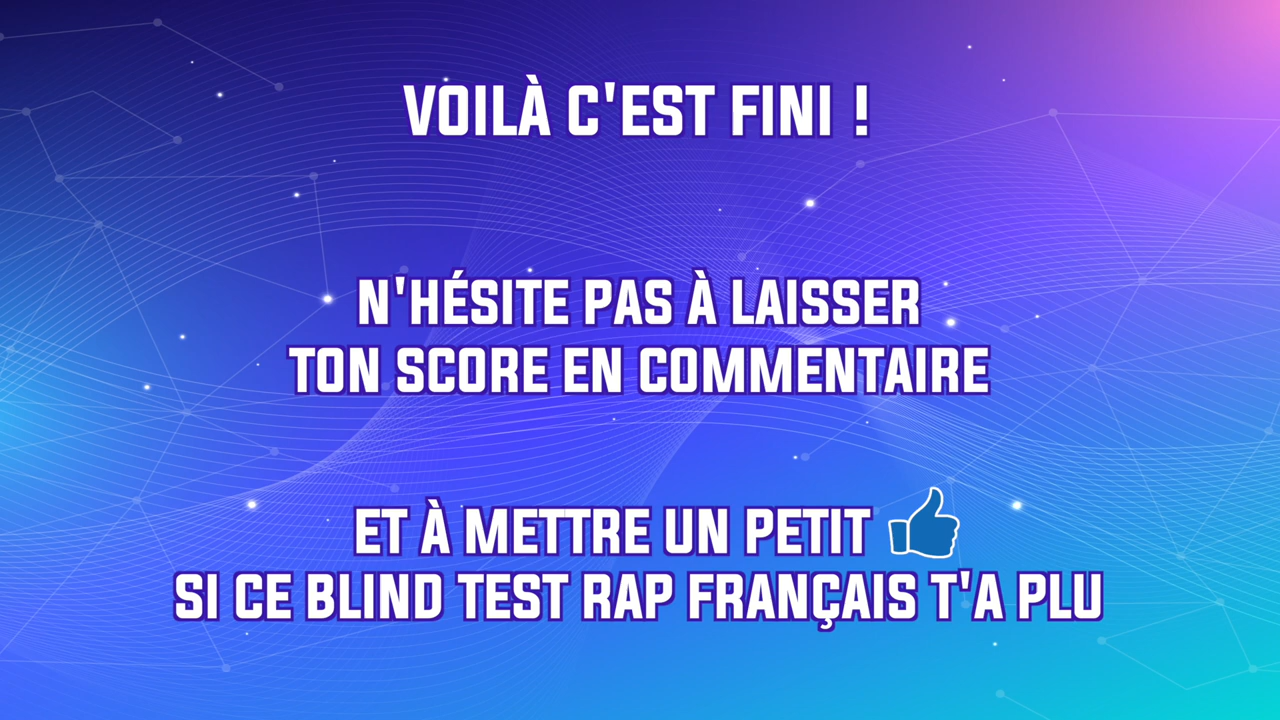 VOILÀ C'EST FINI !
N'HÉSITE PAS À LAISSER
TON SCORE EN COMMENTAIRE
ET À METTRE UN PETIT
SI CE BLIND TEST RAP FRANÇAIS T'A PLU